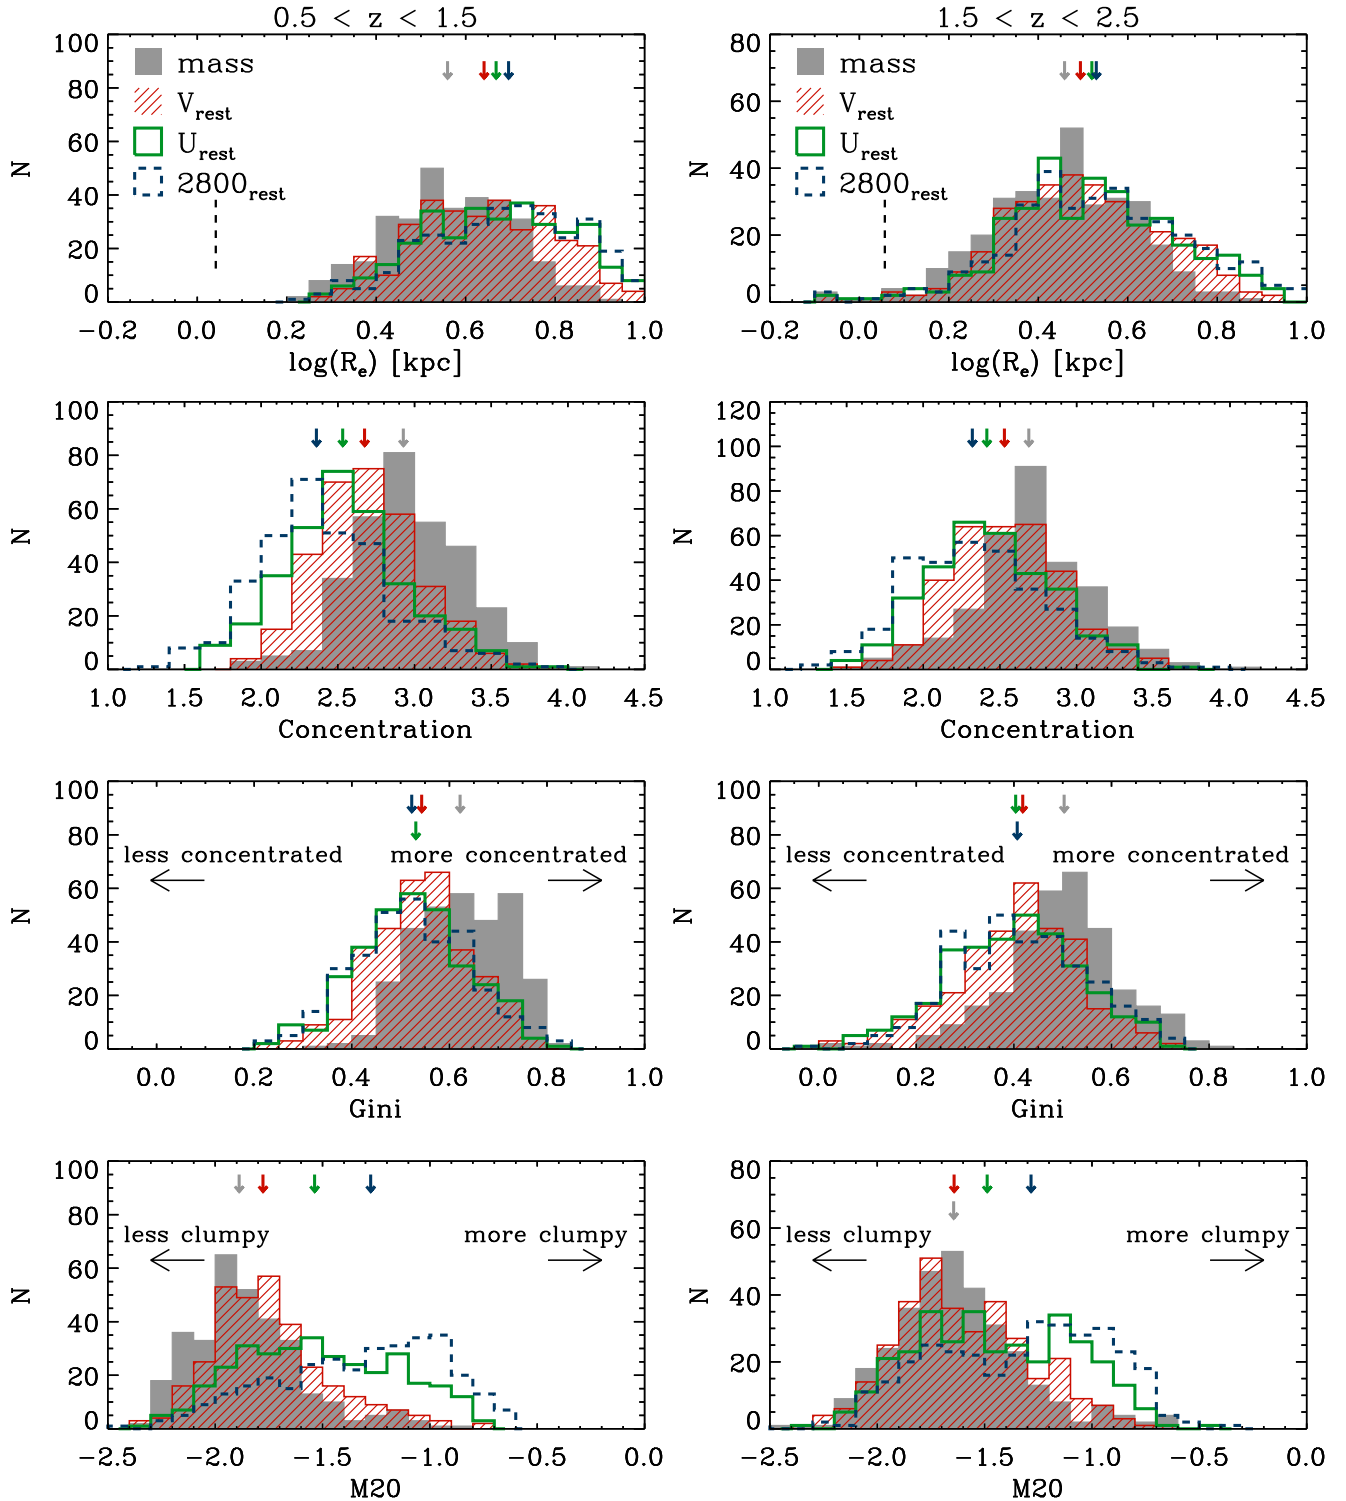 0.5 < z < 1.5
1.5 < z < 2.5
100
80
60
40
20
0
N
mass
V_rest
U_rest
2800_rest
−0.2 0.0 0.2 0.4 0.6 0.8 1.0
log(R_e) [kpc]
80
60
40
20
0
N
mass
V_rest
U_rest
2800_rest
−0.2 0.0 0.2 0.4 0.6 0.8 1.0
log(R_e) [kpc]
100
80
60
40
20
0
N
1.0 1.5 2.0 2.5 3.0 3.5 4.0 4.5
Concentration
120
100
80
60
40
20
0
N
1.0 1.5 2.0 2.5 3.0 3.5 4.0 4.5
Concentration
100
80
60
40
20
0
N
less concentrated
more concentrated
0.0 0.2 0.4 0.6 0.8 1.0
Gini
100
80
60
40
20
0
N
less concentrated
more concentrated
0.0 0.2 0.4 0.6 0.8 1.0
Gini
100
80
60
40
20
0
N
less clumpy
more clumpy
−2.5 −2.0 −1.5 −1.0 −0.5 0.0
M20
80
60
40
20
0
N
less clumpy
more clumpy
−2.5 −2.0 −1.5 −1.0 −0.5 0.0
M20